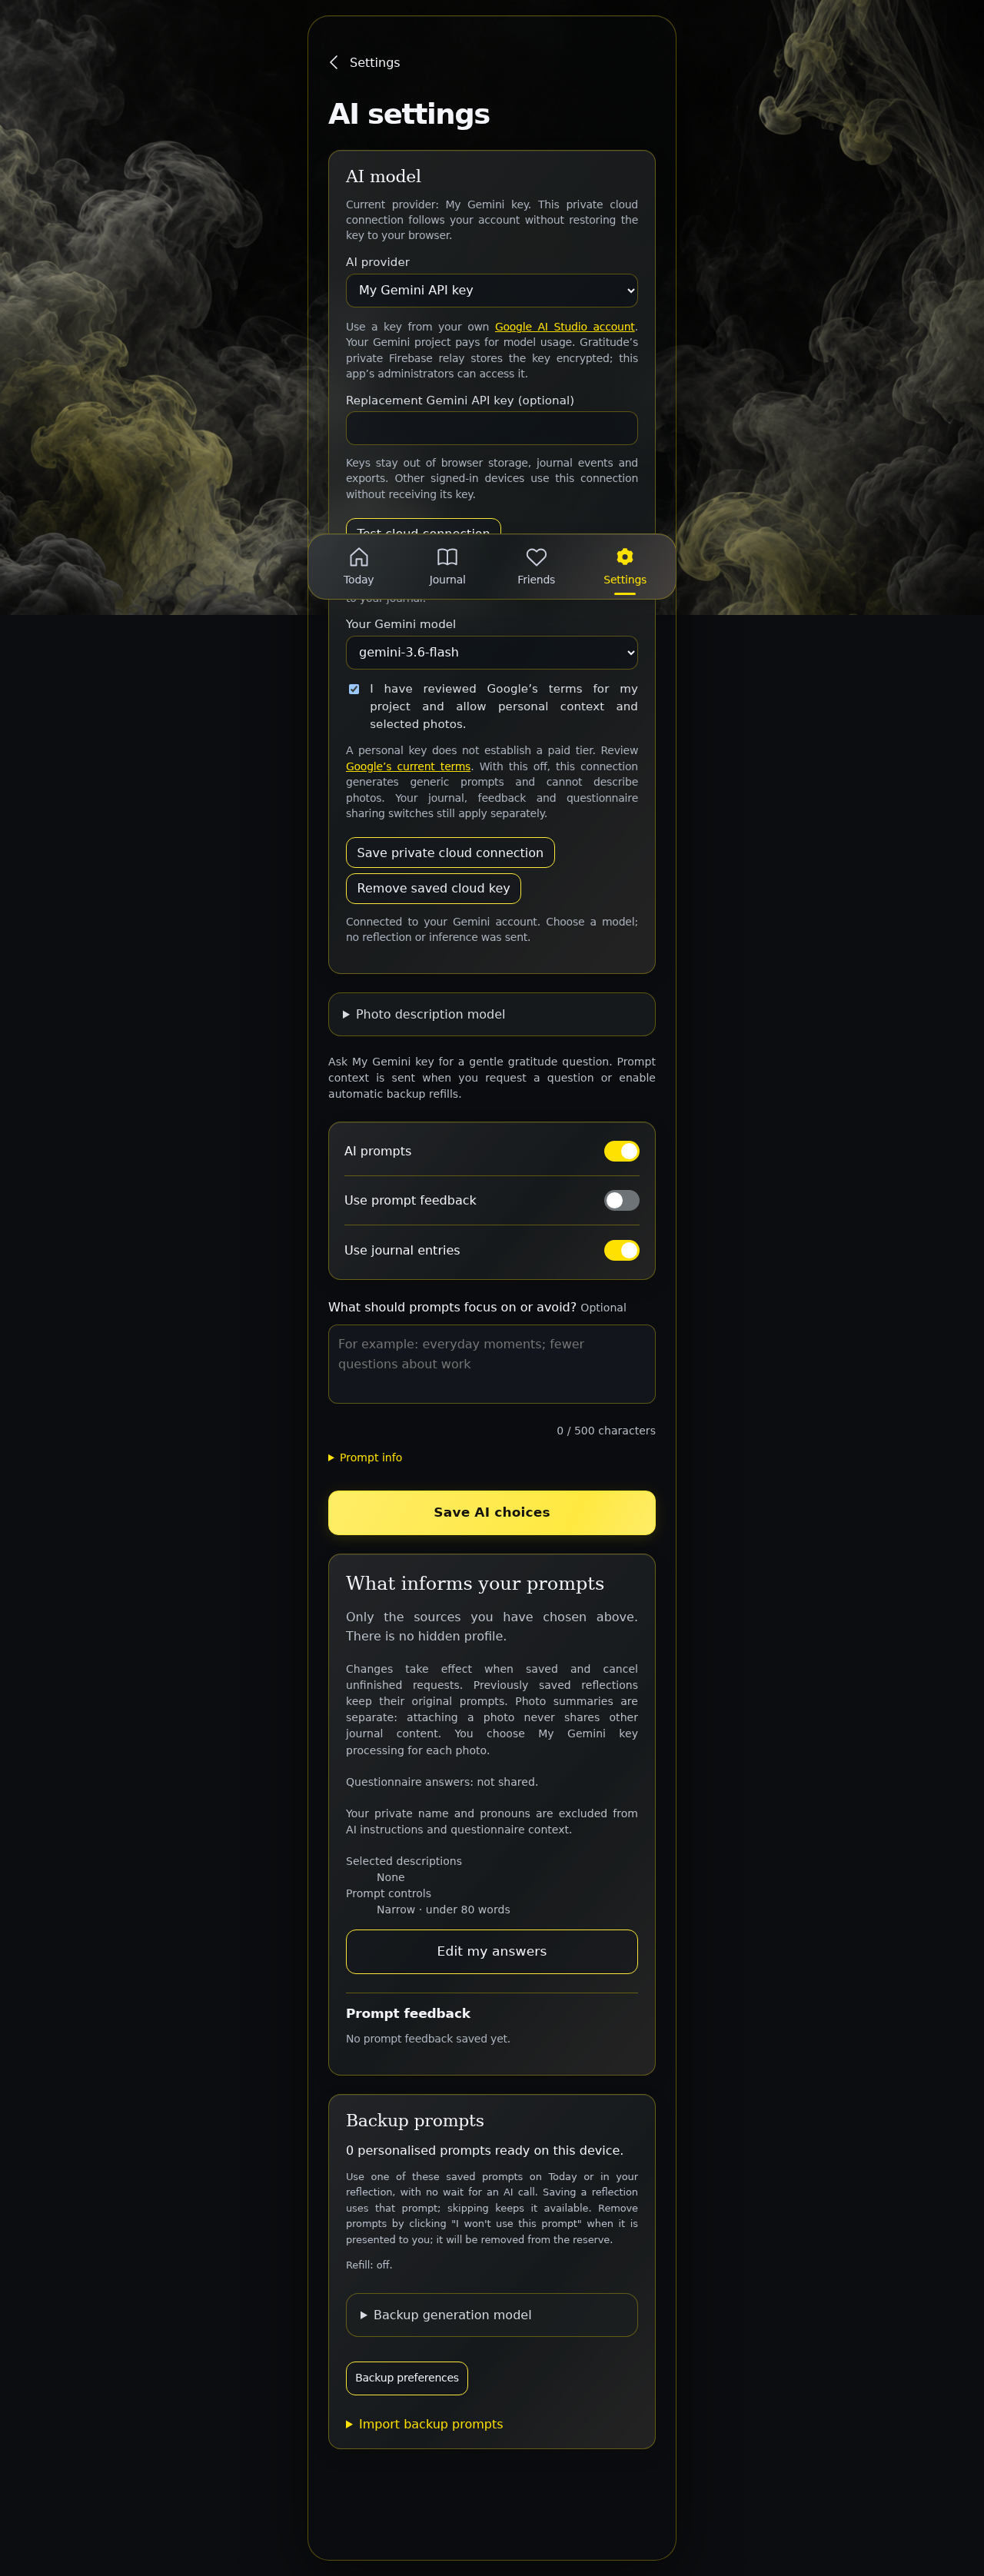 Settings
AI settings
AI model
Current provider: My Gemini key. This private cloud
connection follows your account without restoring the
key to your browser.
AI provider
My Gemini API key
Use a key from your own Google AI Studio account.
Your Gemini project pays for model usage. Gratitude’s
private Firebase relay stores the key encrypted; this
app’s administrators can access it.
Replacement Gemini API key (optional)
Keys stay out of browser storage, journal events and
exports. Other signed-in devices use this connection
without receiving its key.
Test cloud connection
Today
Journal
Friends
Settings
to your journal.
Your Gemini model
gemini-3.6-flash
I have reviewed Google’s terms for my
project and allow personal context and
selected photos.
A personal key does not establish a paid tier. Review
Google’s current terms. With this off, this connection
generates generic prompts and cannot describe
photos. Your journal, feedback and questionnaire
sharing switches still apply separately.
Save private cloud connection
Remove saved cloud key
Connected to your Gemini account. Choose a model;
no reflection or inference was sent.
Photo description model
Ask My Gemini key for a gentle gratitude question. Prompt
context is sent when you request a question or enable
automatic backup refills.
AI prompts
Use prompt feedback
Use journal entries
What should prompts focus on or avoid? Optional
For example: everyday moments; fewer
questions about work
0 / 500 characters
Prompt info
Save AI choices
What informs your prompts
Only the sources you have chosen above.
There is no hidden profile.
Changes take effect when saved and cancel
unfinished requests. Previously saved reflections
keep their original prompts. Photo summaries are
separate: attaching a photo never shares other
journal content. You choose My Gemini key
processing for each photo.
Questionnaire answers: not shared.
Your private name and pronouns are excluded from
AI instructions and questionnaire context.
Selected descriptions
None
Prompt controls
Narrow · under 80 words
Edit my answers
Prompt feedback
No prompt feedback saved yet.
Backup prompts
0 personalised prompts ready on this device.
Use one of these saved prompts on Today or in your
reflection, with no wait for an AI call. Saving a reflection
uses that prompt; skipping keeps it available. Remove
prompts by clicking "I won't use this prompt" when it is
presented to you; it will be removed from the reserve.
Refill: off.
Backup generation model
Backup preferences
Import backup prompts